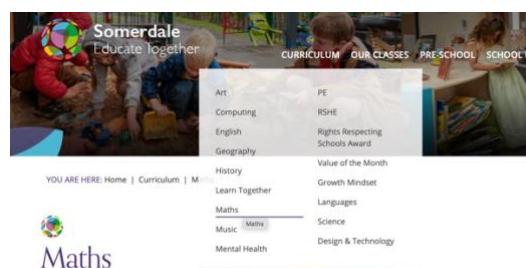 Somerdale
Educate Together
CURRICULUM OUR CLASSES PRE-SCHOOL SCHOOL
Art
Computing
English
Geography
History
Learn Together
Maths
Maths
Music
Mental Health
PE
RSHE
Rights Respecting
Schools Award
Value of the Month
Growth Mindset
Languages
Science
Design & Technology
YOU ARE HERE: Home | Curriculum | M
Maths